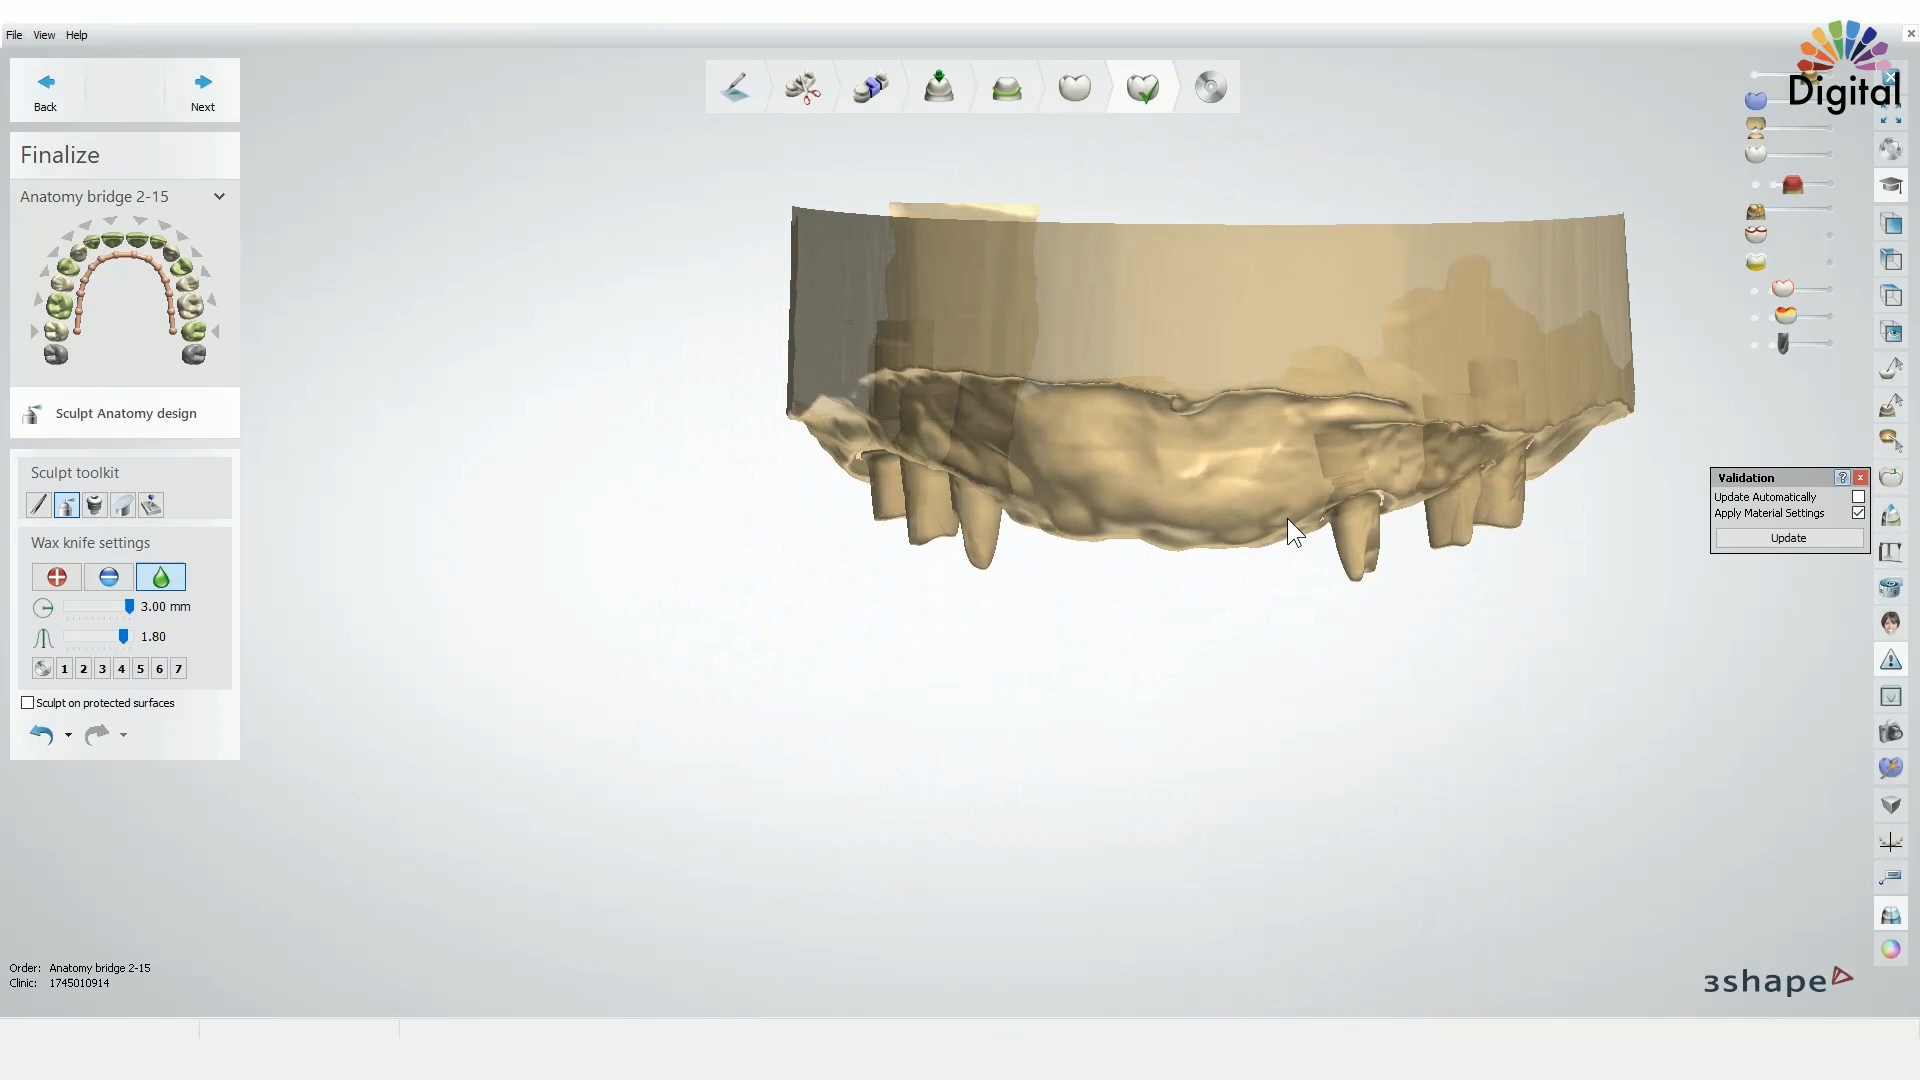 File View Help
Digital
Back
Next
Finalize
Anatomy bridge 2-15
Sculpt Anatomy design
Sculpt toolkit
Wax knife settings
3.00 mm
1.80
1 2 3 4 5 6 7
Sculpt on protected surfaces
Validation
Update Automatically
Apply Material Settings
Update
Order: Anatomy bridge 2-15
Clinic: 1745010914
3shape